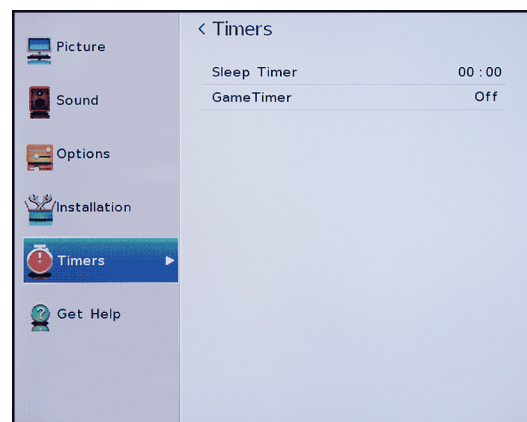 Picture
Sound
Options
Installation
Timers
Get Help
< Timers
Sleep Timer 00 : 00
GameTimer Off